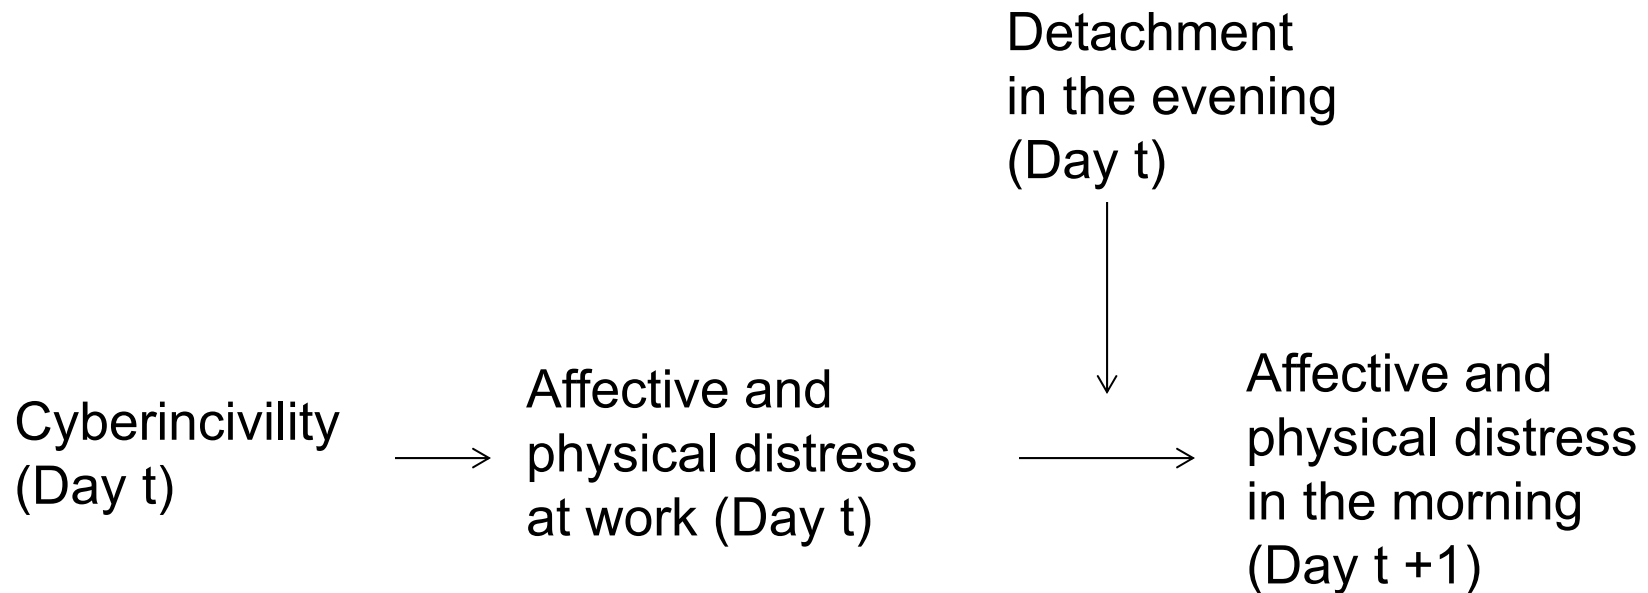 Detachment
in the evening
(Day t)
Cyberincivility
(Day t)
Affective and
physical distress
at work (Day t)
Affective and
physical distress
in the morning
(Day t +1)